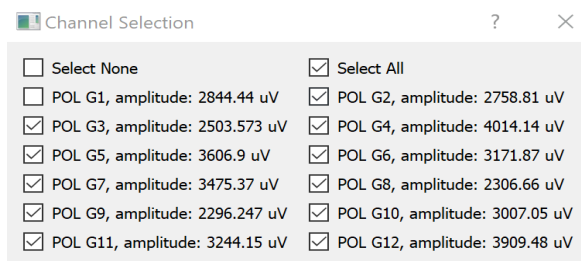 Channel Selection ?
Select None Select All
POL G1, amplitude: 2844.44 uV POL G2, amplitude: 2758.81 uV
POL G3, amplitude: 2503.573 uV POL G4, amplitude: 4014.14 uV
POL G5, amplitude: 3606.9 uV POL G6, amplitude: 3171.87 uV
POL G7, amplitude: 3475.37 uV POL G8, amplitude: 2306.66 uV
POL G9, amplitude: 2296.247 uV POL G10, amplitude: 3007.05 uV
POL G11, amplitude: 3244.15 uV POL G12, amplitude: 3909.48 uV